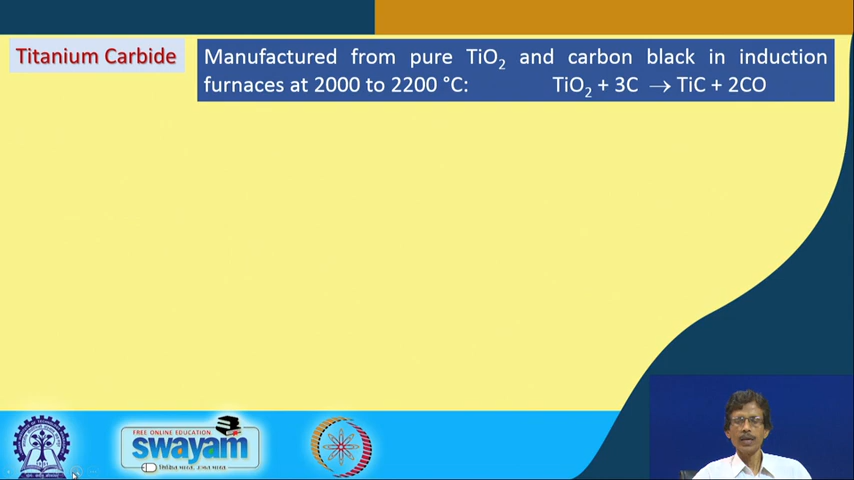 Titanium Carbide
Manufactured from pure TiO₂ and carbon black in induction
furnaces at 2000 to 2200 °C: TiO₂ + 3C → TiC + 2CO
FREE ONLINE EDUCATION
swayam